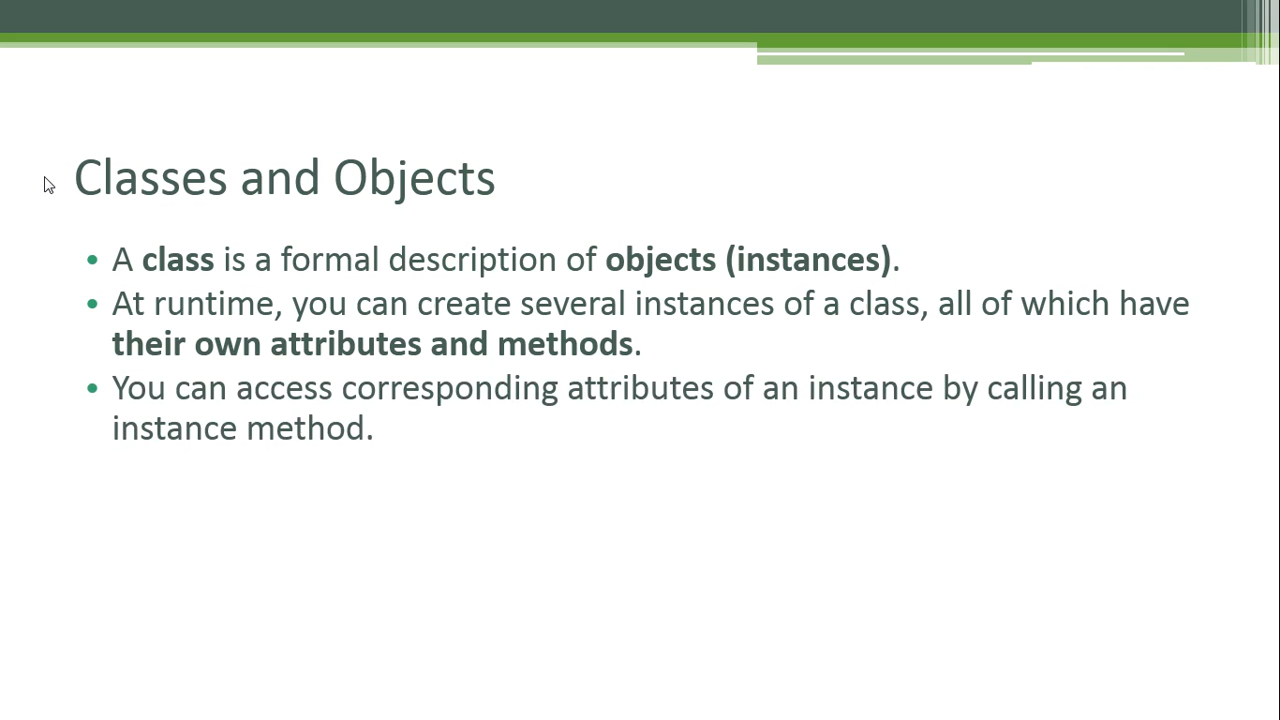 Classes and Objects
• A class is a formal description of objects (instances).
• At runtime, you can create several instances of a class, all of which have
their own attributes and methods.
• You can access corresponding attributes of an instance by calling an
instance method.